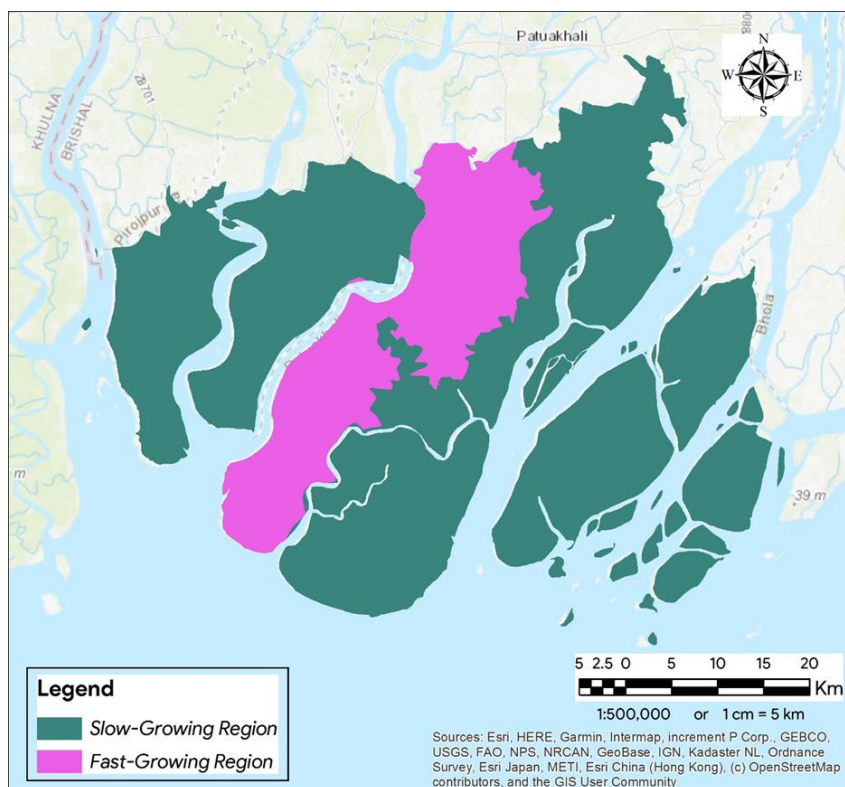 Patuakhali
N
W E
S
Z8701
KHULNA
BRISHAL
Pirojpur
Bhola
m
39 m
Legend
Slow-Growing Region
Fast-Growing Region
5 2.5 0 5 10 15 20
Km
1:500,000 or 1 cm = 5 km
Sources: Esri, HERE, Garmin, Intermap, increment P Corp., GEBCO,
USGS, FAO, NPS, NRCAN, GeoBase, IGN, Kadaster NL, Ordnance
Survey, Esri Japan, METI, Esri China (Hong Kong), (c) OpenStreetMap
contributors, and the GIS User Community